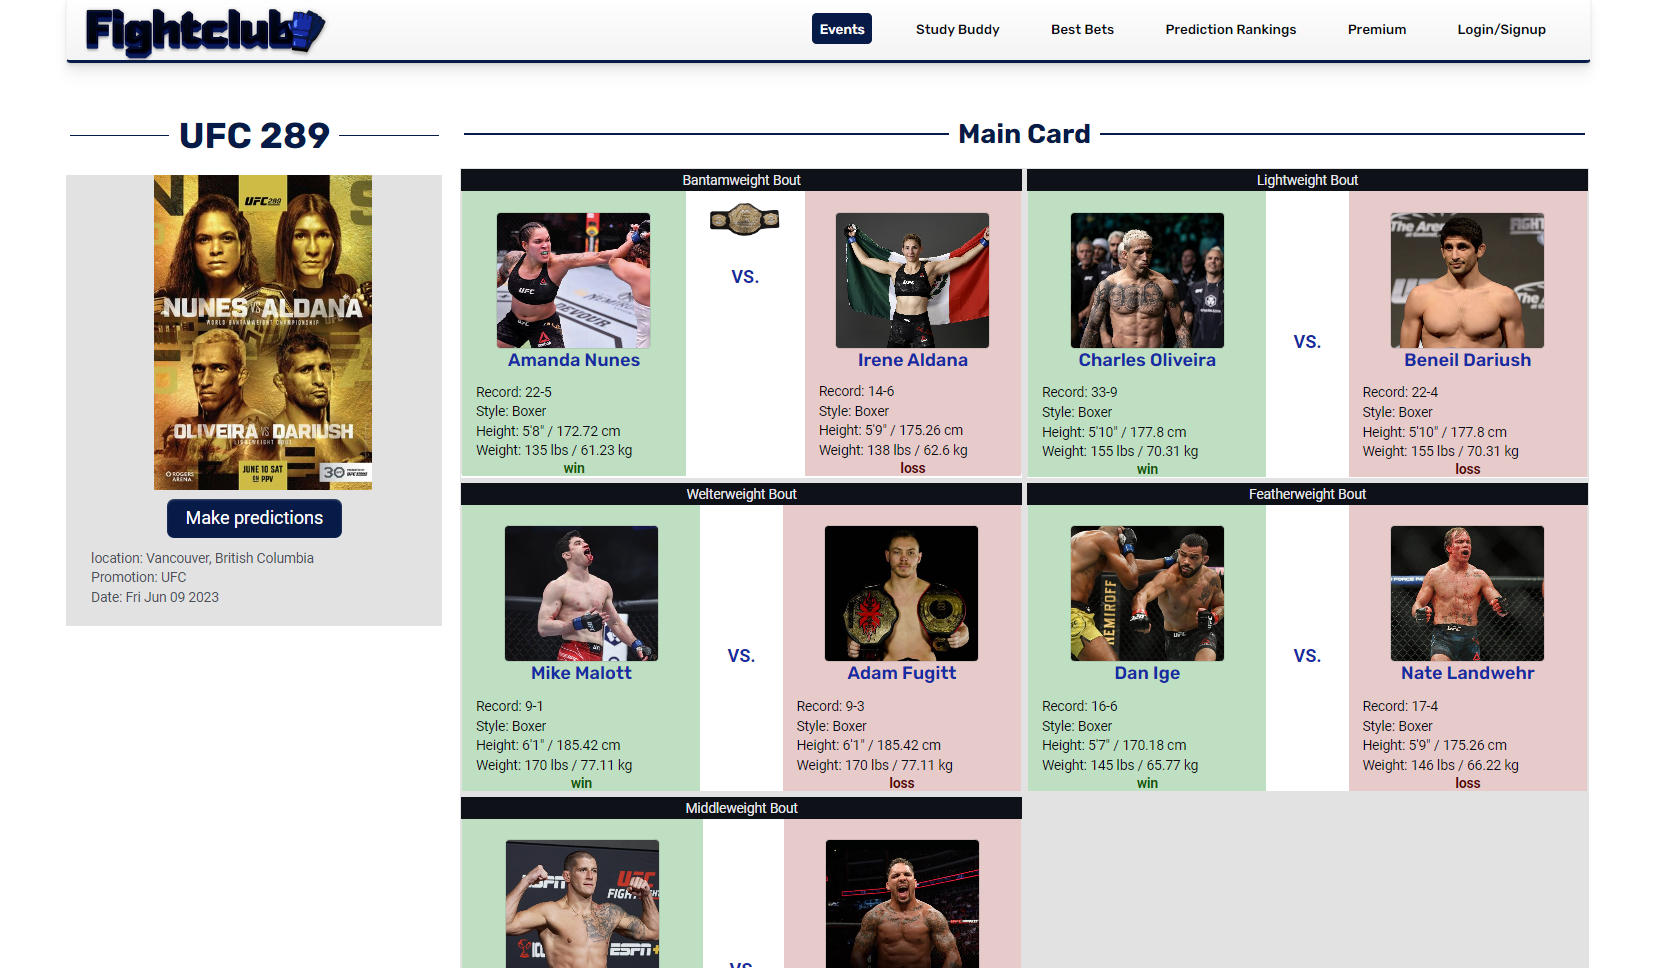 Fightclub
Events
Study Buddy
Best Bets
Prediction Rankings
Premium
Login/Signup
UFC 289
UFC 289
NUNES VS ALDANA
WORLD BANTAMWEIGHT CHAMPIONSHIP
OLIVEIRA VS DARIUSH
LIGHTWEIGHT BOUT
ROGERS ARENA
JUNE 10 SAT
ON PPV
30
Make predictions
location: Vancouver, British Columbia
Promotion: UFC
Date: Fri Jun 09 2023
Main Card
Bantamweight Bout
UFC
Amanda Nunes
Record: 22-5
Style: Boxer
Height: 5'8" / 172.72 cm
Weight: 135 lbs / 61.23 kg
win
VS.
UFC
Irene Aldana
Record: 14-6
Style: Boxer
Height: 5'9" / 175.26 cm
Weight: 138 lbs / 62.6 kg
loss
Lightweight Bout
Charles Oliveira
Record: 33-9
Style: Boxer
Height: 5'10" / 177.8 cm
Weight: 155 lbs / 70.31 kg
win
VS.
Beneil Dariush
Record: 22-4
Style: Boxer
Height: 5'10" / 177.8 cm
Weight: 155 lbs / 70.31 kg
loss
Welterweight Bout
Mike Malott
Record: 9-1
Style: Boxer
Height: 6'1" / 185.42 cm
Weight: 170 lbs / 77.11 kg
win
VS.
Adam Fugitt
Record: 9-3
Style: Boxer
Height: 6'1" / 185.42 cm
Weight: 170 lbs / 77.11 kg
loss
Featherweight Bout
NEMIROFF
Dan Ige
Record: 16-6
Style: Boxer
Height: 5'7" / 170.18 cm
Weight: 145 lbs / 65.77 kg
win
VS.
UFC
Nate Landwehr
Record: 17-4
Style: Boxer
Height: 5'9" / 175.26 cm
Weight: 146 lbs / 66.22 kg
loss
Middleweight Bout
ESPN
UFC
FIGHT
ESPN+
VS.